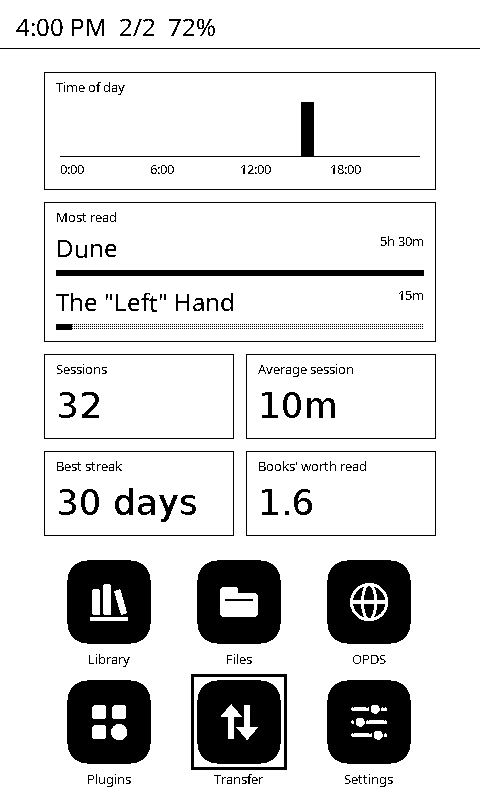 4:00 PM 2/2 72%
Time of day
0:00 6:00 12:00 18:00
Most read
Dune 5h 30m
The "Left" Hand 15m
Sessions Average session
32 10m
Best streak Books' worth read
30 days 1.6
Library Files OPDS
Plugins Transfer Settings